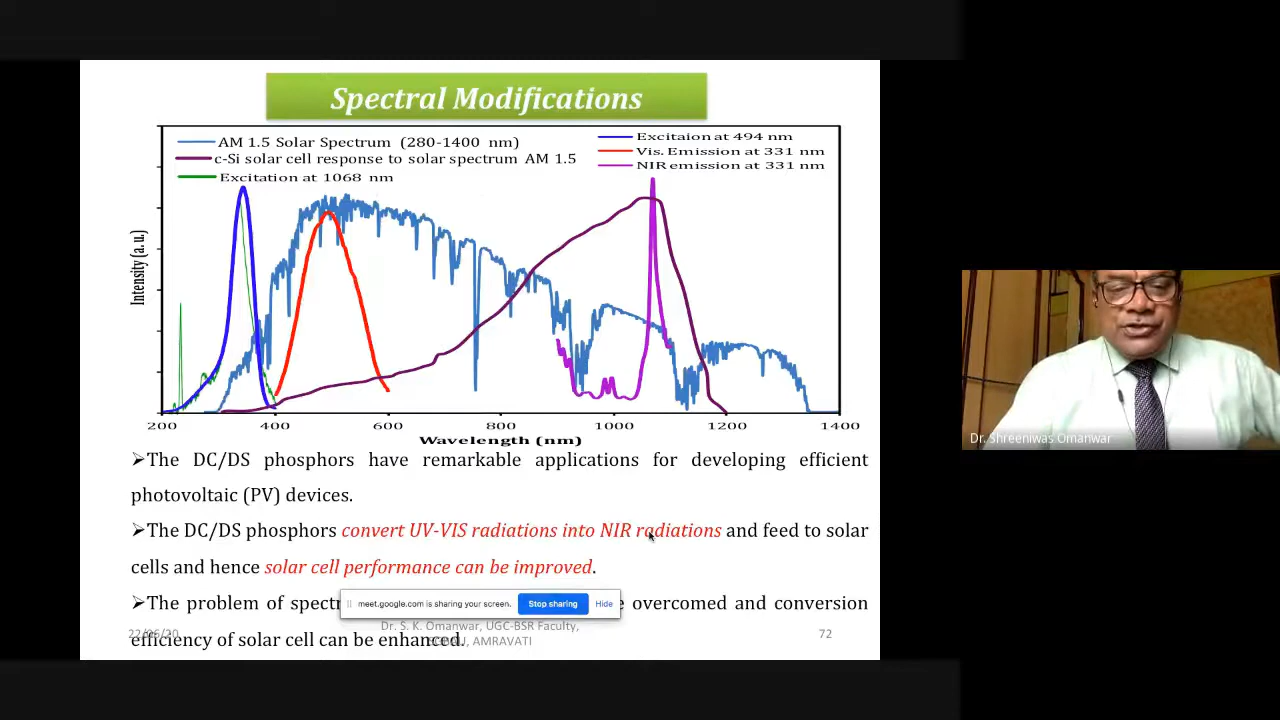 Spectral Modifications
AM 1.5 Solar Spectrum (280-1400 nm)
c-Si solar cell response to solar spectrum AM 1.5
Excitation at 1068 nm
Excitaion at 494 nm
Vis. Emission at 331 nm
NIR emission at 331 nm
Intensity (a. u.)
200 400 600 800 1000 1200 1400
Wavelength (nm)
➢The DC/DS phosphors have remarkable applications for developing efficient
photovoltaic (PV) devices.
➢The DC/DS phosphors convert UV-VIS radiations into NIR radiations and feed to solar
cells and hence solar cell performance can be improved.
➢The problem of overcomed and conversion
efficiency of solar cell can be enhanced.
meet.google.com is sharing your screen. Stop sharing Hide
Dr. S. K. Omanwar, UGC-BSR Faculty,
AMRAVATI
72
Dr. Shreeniwas Omanwar